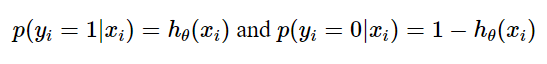 p(y_i = 1|x_i) = h_θ(x_i) and p(y_i = 0|x_i) = 1 − h_θ(x_i)